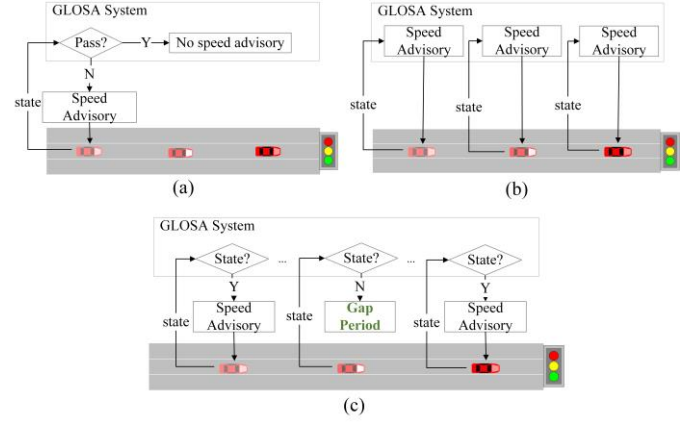 GLOSA System
Pass?
Y
No speed advisory
N
Speed
Advisory
state
(a)
GLOSA System
Speed
Advisory
Speed
Advisory
Speed
Advisory
state
state
state
(b)
GLOSA System
State?
...
State?
...
State?
Y
N
Y
Speed
Advisory
Gap
Period
Speed
Advisory
state
state
state
(c)